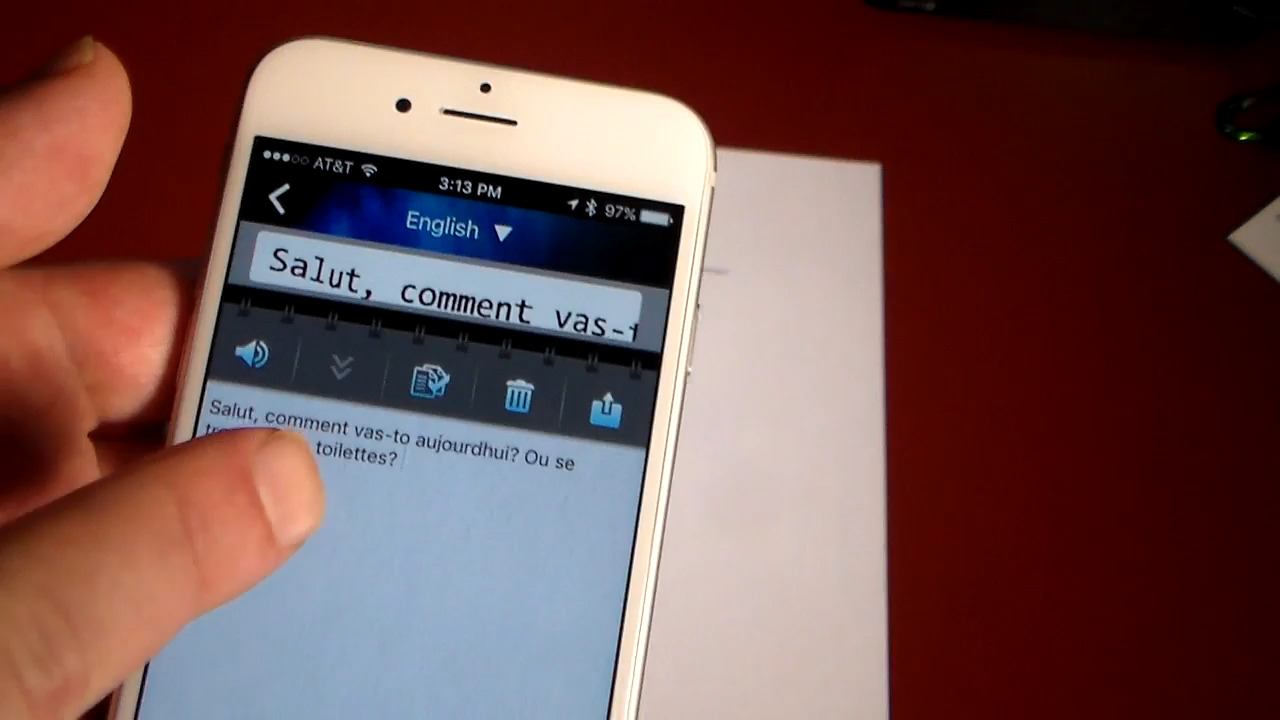 AT&T 3:13 PM 97%
English
Salut, comment vas-t
Salut, comment vas-to aujourdhui? Ou se
toilettes?